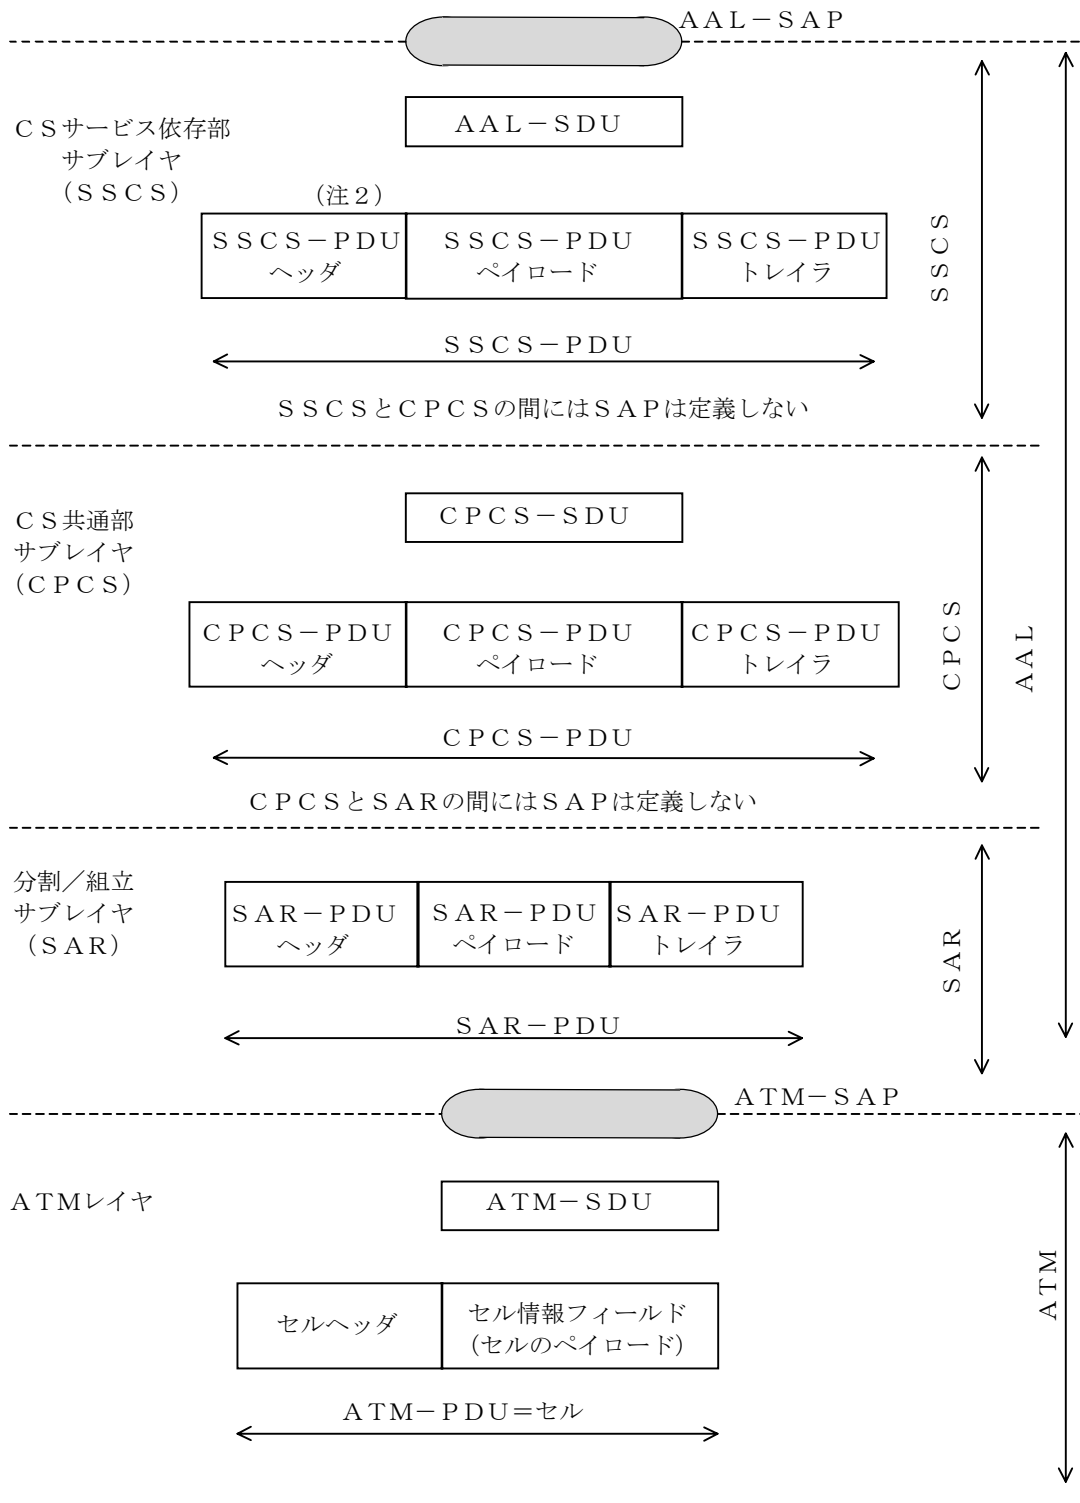 ＡＡＬ－ＳＡＰ
ＡＡＬ－ＳＤＵ
ＣＳサービス依存部
サブレイヤ
（ＳＳＣＳ）
（注２）
ＳＳＣＳ－ＰＤＵ
ヘッダ
ＳＳＣＳ－ＰＤＵ
ペイロード
ＳＳＣＳ－ＰＤＵ
トレイラ
ＳＳＣＳ
ＳＳＣＳ－ＰＤＵ
ＳＳＣＳとＣＰＣＳの間にはＳＡＰは定義しない
ＣＰＣＳ－ＳＤＵ
ＣＳ共通部
サブレイヤ
（ＣＰＣＳ）
ＣＰＣＳ－ＰＤＵ
ヘッダ
ＣＰＣＳ－ＰＤＵ
ペイロード
ＣＰＣＳ－ＰＤＵ
トレイラ
ＣＰＣＳ
ＡＡＬ
ＣＰＣＳ－ＰＤＵ
ＣＰＣＳとＳＡＲの間にはＳＡＰは定義しない
分割／組立
サブレイヤ
（ＳＡＲ）
ＳＡＲ－ＰＤＵ
ヘッダ
ＳＡＲ－ＰＤＵ
ペイロード
ＳＡＲ－ＰＤＵ
トレイラ
ＳＡＲ
ＳＡＲ－ＰＤＵ
ＡＴＭ－ＳＡＰ
ＡＴＭレイヤ
ＡＴＭ－ＳＤＵ
セルヘッダ
セル情報フィールド
（セルのペイロード）
ＡＴＭ
ＡＴＭ－ＰＤＵ＝セル